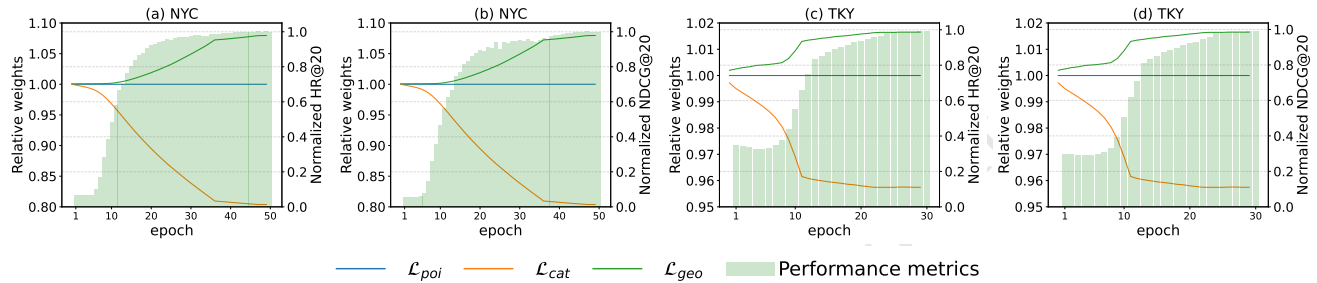 (a) NYC
(b) NYC
(c) TKY
(d) TKY
1.10
1.05
1.00
0.95
0.90
0.85
0.80
Relative weights
1.0
0.8
0.6
0.4
0.2
0.0
Normalized HR@20
1 10 20 30 40 50
epoch
1.10
1.05
1.00
0.95
0.90
0.85
0.80
Relative weights
1.0
0.8
0.6
0.4
0.2
0.0
Normalized NDCG@20
1 10 20 30 40 50
epoch
1.02
1.01
1.00
0.99
0.98
0.97
0.96
0.95
Relative weights
1.0
0.8
0.6
0.4
0.2
0.0
Normalized HR@20
1 10 20 30
epoch
1.02
1.01
1.00
0.99
0.98
0.97
0.96
0.95
Relative weights
1.0
0.8
0.6
0.4
0.2
0.0
Normalized NDCG@20
1 10 20 30
epoch
ℒpoi ℒcat ℒgeo Performance metrics